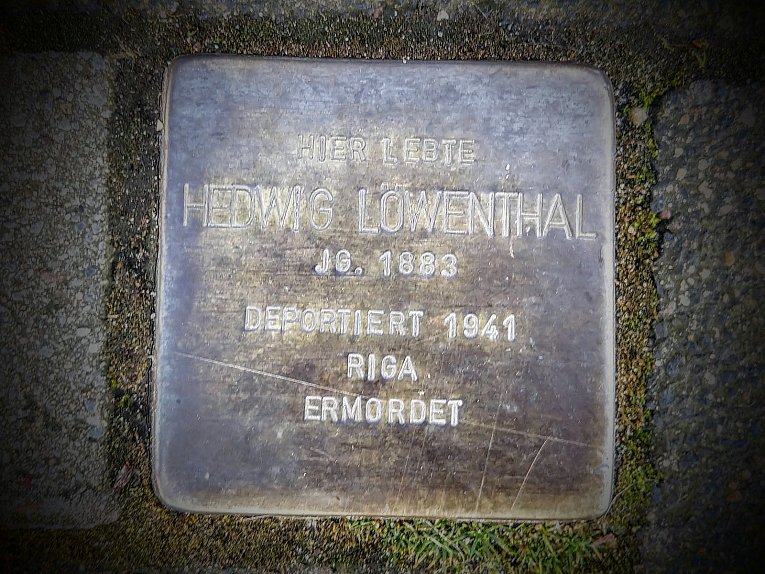 HIER LEBTE
HEDWIG LÖWENTHAL
JG. 1883
DEPORTIERT 1941
RIGA
ERMORDET